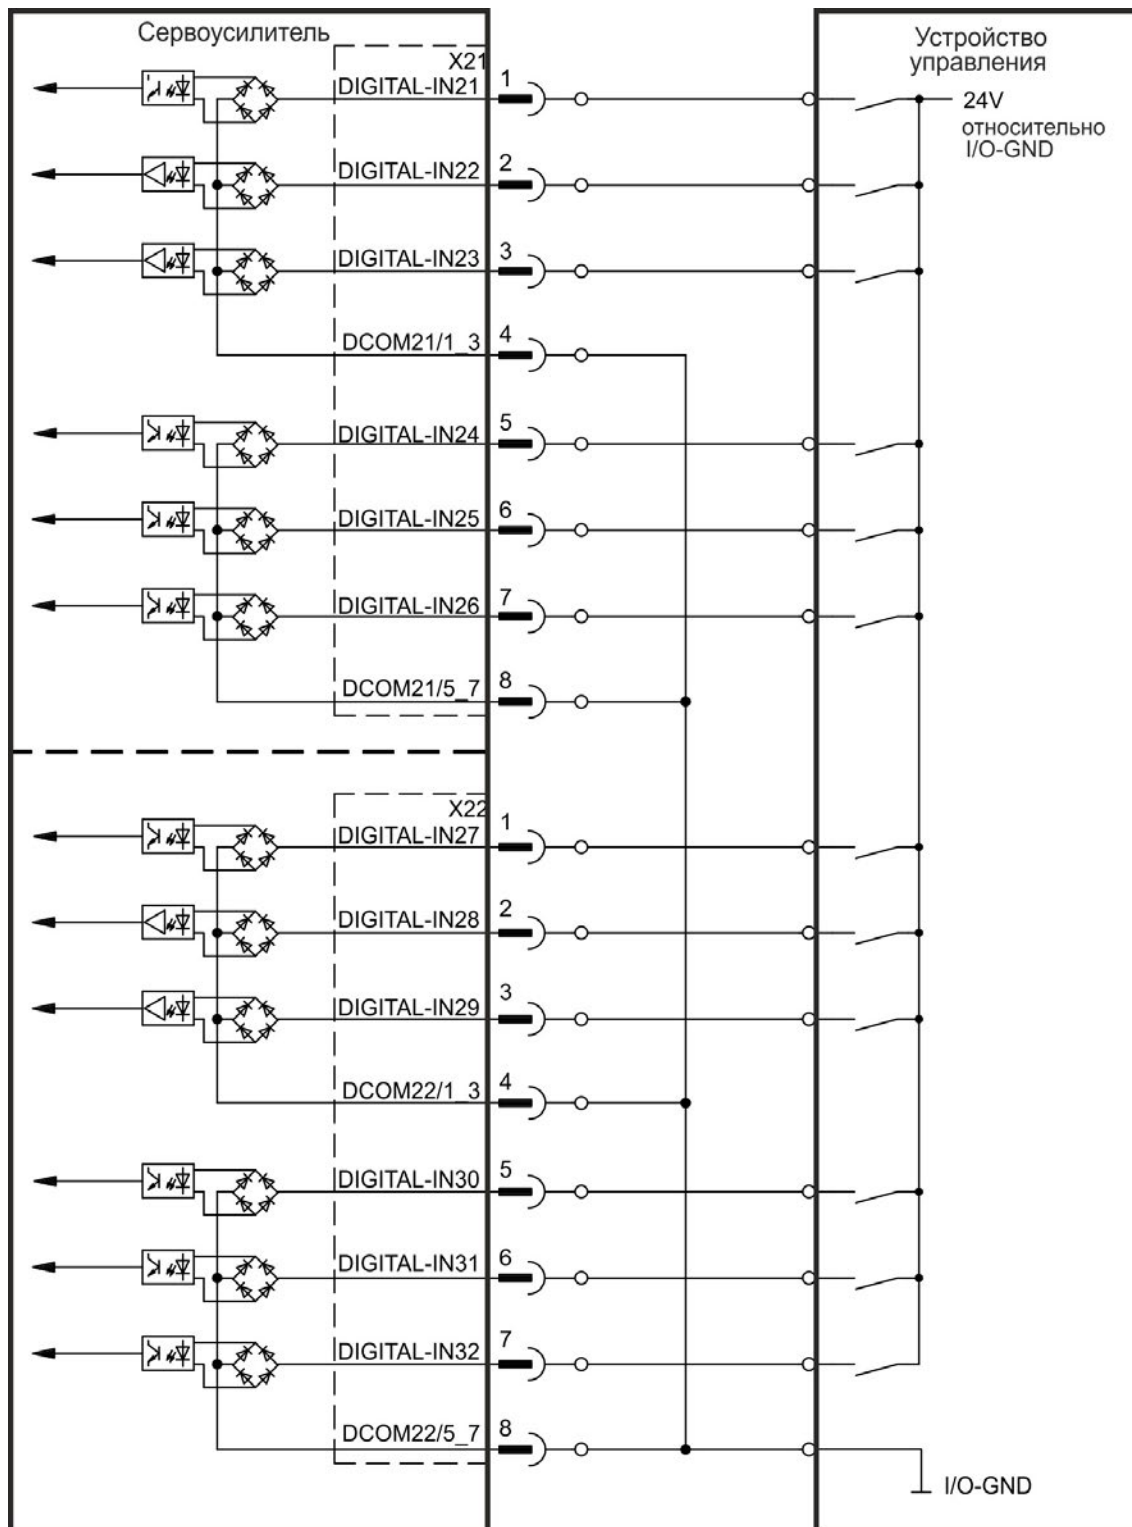 Сервоусилитель
Устройство
управления
X21
DIGITAL-IN21
1
24V
относительно
I/O-GND
DIGITAL-IN22
2
DIGITAL-IN23
3
DCOM21/1_3
4
DIGITAL-IN24
5
DIGITAL-IN25
6
DIGITAL-IN26
7
DCOM21/5_7
8
X22
DIGITAL-IN27
1
DIGITAL-IN28
2
DIGITAL-IN29
3
DCOM22/1_3
4
DIGITAL-IN30
5
DIGITAL-IN31
6
DIGITAL-IN32
7
DCOM22/5_7
8
I/O-GND